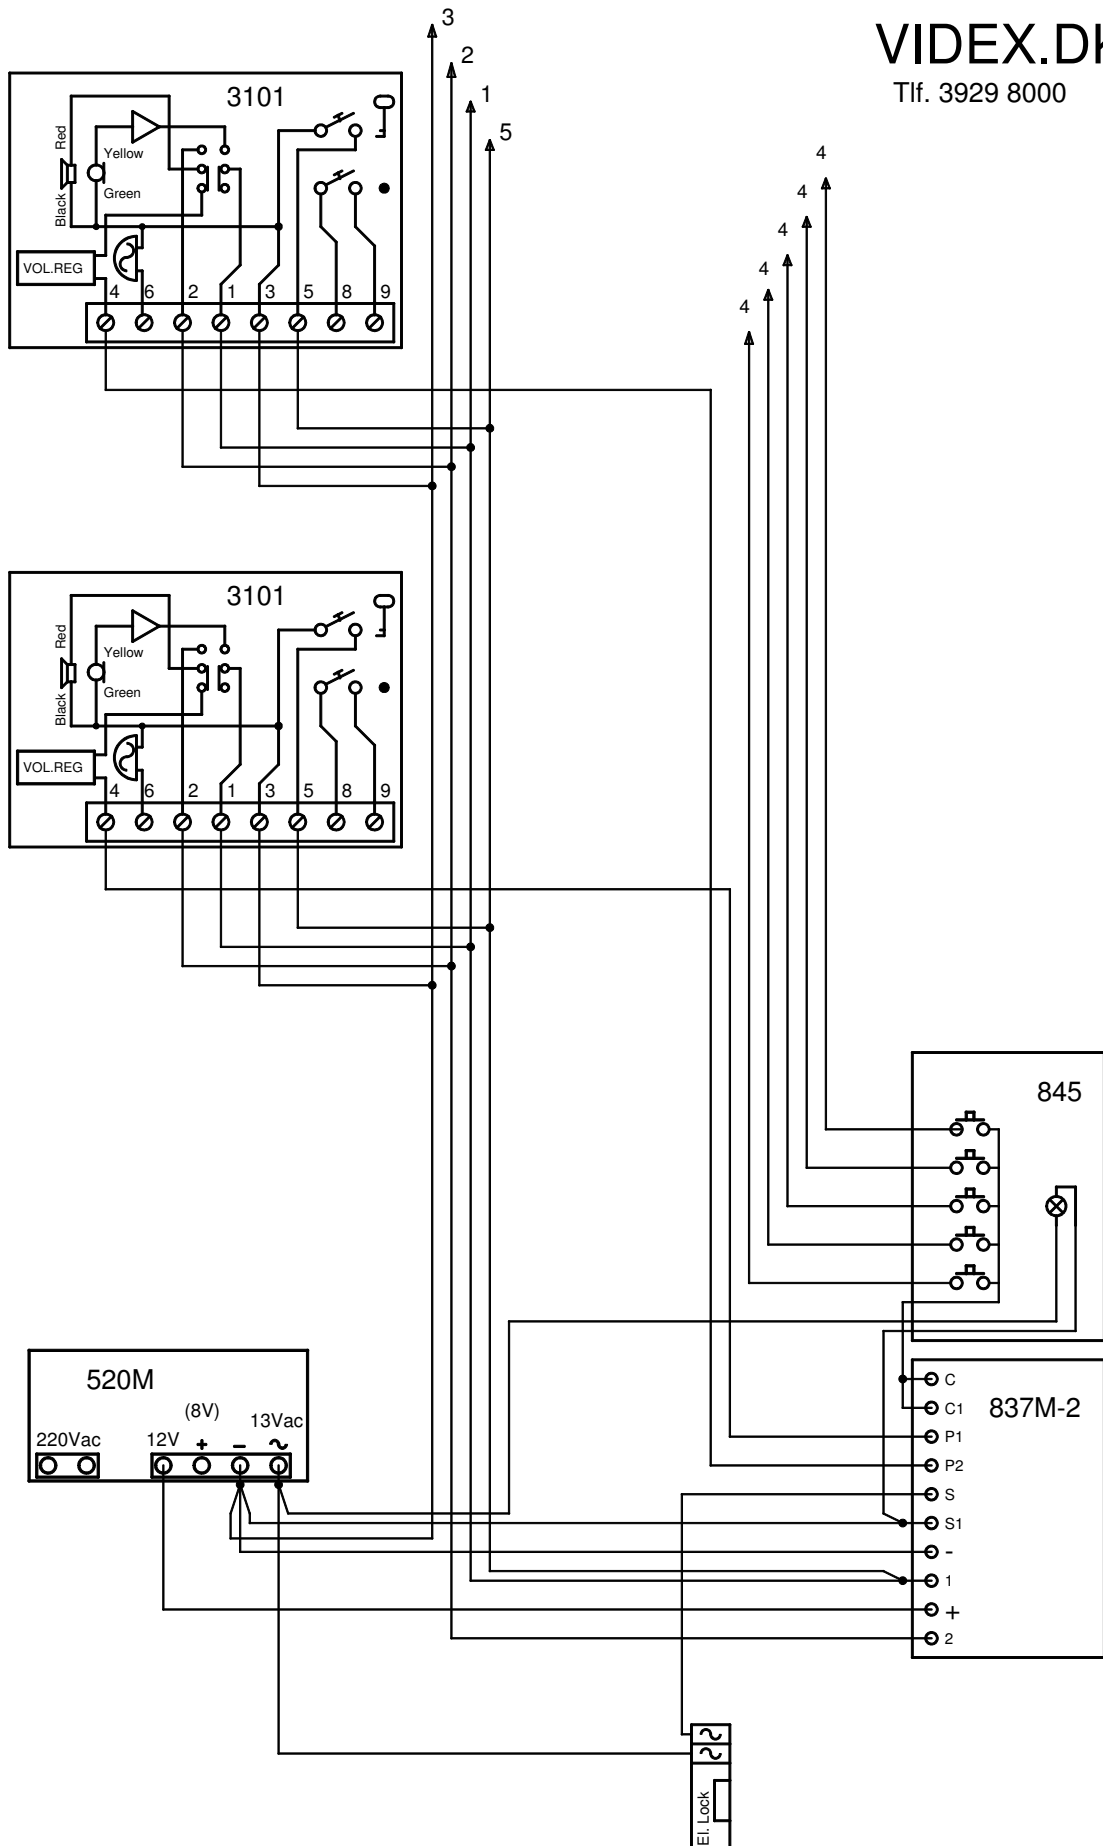 3
2
1
5
VIDEX.DK
Tlf. 3929 8000
3101
Red
Yellow
Black
Green
VOL.REG
4 6 2 1 3 5 8 9
4
4
4
4
4
3101
Red
Yellow
Black
Green
VOL.REG
4 6 2 1 3 5 8 9
845
520M
(8V)
13Vac
220Vac
12V + - ~
837M-2
C
C1
P1
P2
S
S1
-
1
+
2
El. Lock